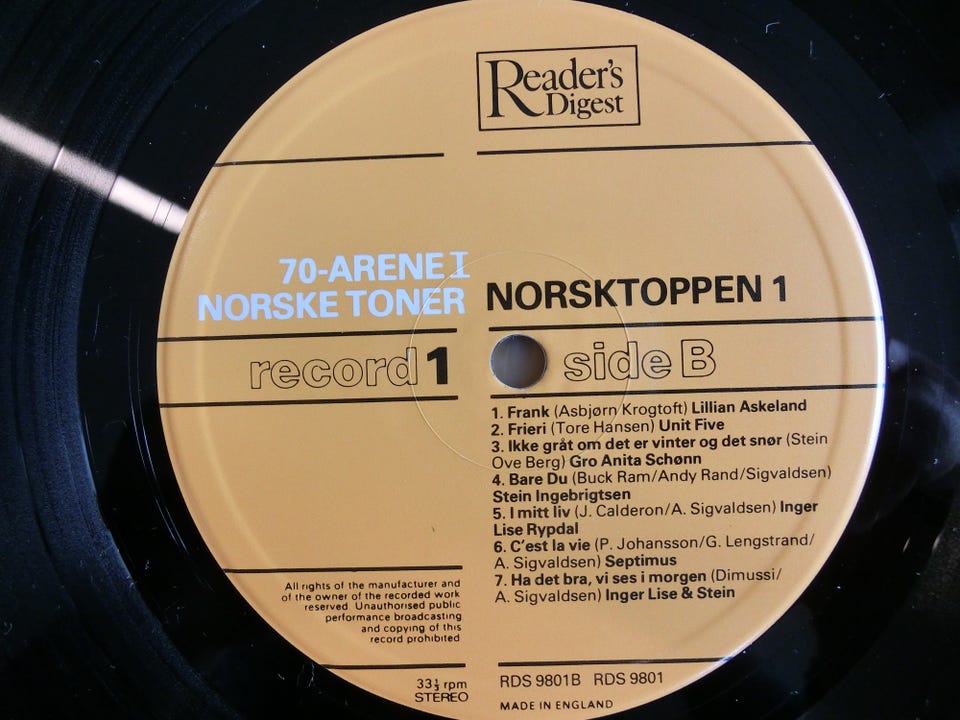 Reader's
Digest
70-ARENE I
NORSKE TONER
NORSKTOPPEN 1
record 1
side B
1. Frank (Asbjørn Krogtoft) Lillian Askeland
2. Frieri (Tore Hansen) Unit Five
3. Ikke gråt om det er vinter og det snør (Stein
Ove Berg) Gro Anita Schønn
4. Bare Du (Buck Ram/Andy Rand/Sigvaldsen)
Stein Ingebrigtsen
5. I mitt liv (J. Calderon/A. Sigvaldsen) Inger
Lise Rypdal
6. C'est la vie (P. Johansson/G. Lengstrand/
A. Sigvaldsen) Septimus
7. Ha det bra, vi ses i morgen (Dimussi/
A. Sigvaldsen) Inger Lise & Stein
All rights of the manufacturer and
of the owner of the recorded work
reserved. Unauthorised public
performance broadcasting
and copying of this
record prohibited
33⅓ rpm
STEREO
RDS 9801B RDS 9801
MADE IN ENGLAND